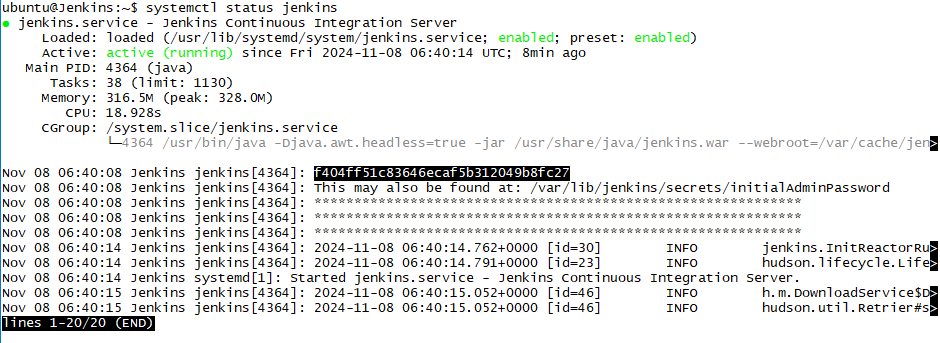 ubuntu@Jenkins:~$ systemctl status jenkins
● jenkins.service - Jenkins Continuous Integration Server
     Loaded: loaded (/usr/lib/systemd/system/jenkins.service; enabled; preset: enabled)
     Active: active (running) since Fri 2024-11-08 06:40:14 UTC; 8min ago
   Main PID: 4364 (java)
      Tasks: 38 (limit: 1130)
     Memory: 316.5M (peak: 328.0M)
        CPU: 18.928s
     CGroup: /system.slice/jenkins.service
             └─4364 /usr/bin/java -Djava.awt.headless=true -jar /usr/share/java/jenkins.war --webroot=/var/cache/jen>
Nov 08 06:40:08 Jenkins jenkins[4364]: f404ff51c83646ecaf5b312049b8fc27
Nov 08 06:40:08 Jenkins jenkins[4364]: This may also be found at: /var/lib/jenkins/secrets/initialAdminPassword
Nov 08 06:40:08 Jenkins jenkins[4364]: *************************************************************
Nov 08 06:40:08 Jenkins jenkins[4364]: *************************************************************
Nov 08 06:40:08 Jenkins jenkins[4364]: *************************************************************
Nov 08 06:40:14 Jenkins jenkins[4364]: 2024-11-08 06:40:14.762+0000 [id=30]        INFO        jenkins.InitReactorRu>
Nov 08 06:40:14 Jenkins jenkins[4364]: 2024-11-08 06:40:14.791+0000 [id=23]        INFO        hudson.lifecycle.Life>
Nov 08 06:40:14 Jenkins systemd[1]: Started jenkins.service - Jenkins Continuous Integration Server.
Nov 08 06:40:15 Jenkins jenkins[4364]: 2024-11-08 06:40:15.052+0000 [id=46]        INFO        h.m.DownloadService$D>
Nov 08 06:40:15 Jenkins jenkins[4364]: 2024-11-08 06:40:15.052+0000 [id=46]        INFO        hudson.util.Retrier#s>
lines 1-20/20 (END)